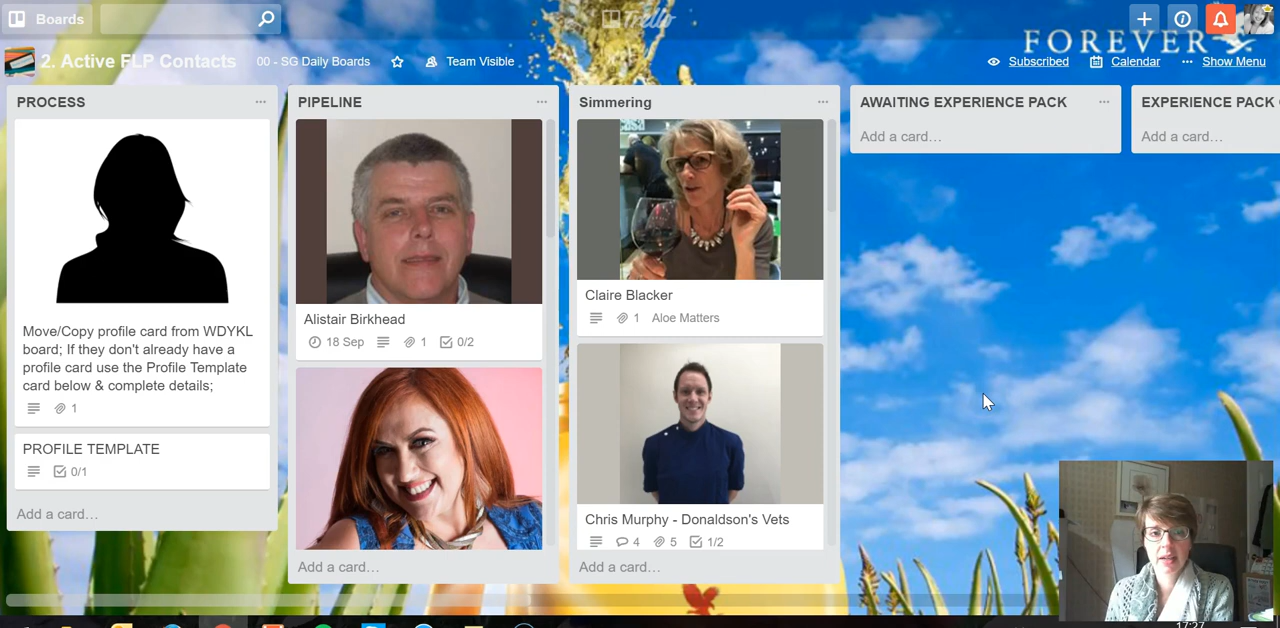 Boards
Trello
FOREVER
2. Active FLP Contacts
00 - SG Daily Boards
Team Visible
Subscribed
Calendar
Show Menu
PROCESS
Move/Copy profile card from WDYKL
board; If they don't already have a
profile card use the Profile Template
card below & complete details;
1
PROFILE TEMPLATE
0/1
Add a card…
PIPELINE
Alistair Birkhead
18 Sep
1
0/2
Add a card…
Simmering
Claire Blacker
1
Aloe Matters
Chris Murphy - Donaldson's Vets
4
5
1/2
Add a card…
AWAITING EXPERIENCE PACK
Add a card…
EXPERIENCE PACK
Add a card…
17:27